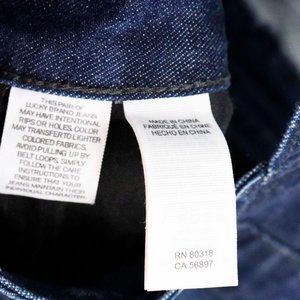 THIS PAIR OF
LUCKY BRAND JEANS
MAY HAVE INTENTIONAL
RIPS OR HOLES, COLOR
MAY TRANSFER TO LIGHTER
COLORED FABRICS.
AVOID PULLING UP BY
BELT LOOPS, SIMPLY
FOLLOW THE CARE
INSTRUCTIONS TO
ENSURE THAT YOUR
JEANS MAINTAIN THEIR
INDIVIDUAL CHARACTER.
MADE IN CHINA
FABRIQUÉ EN CHINE
HECHO EN CHINA
RN 80318
CA 56897